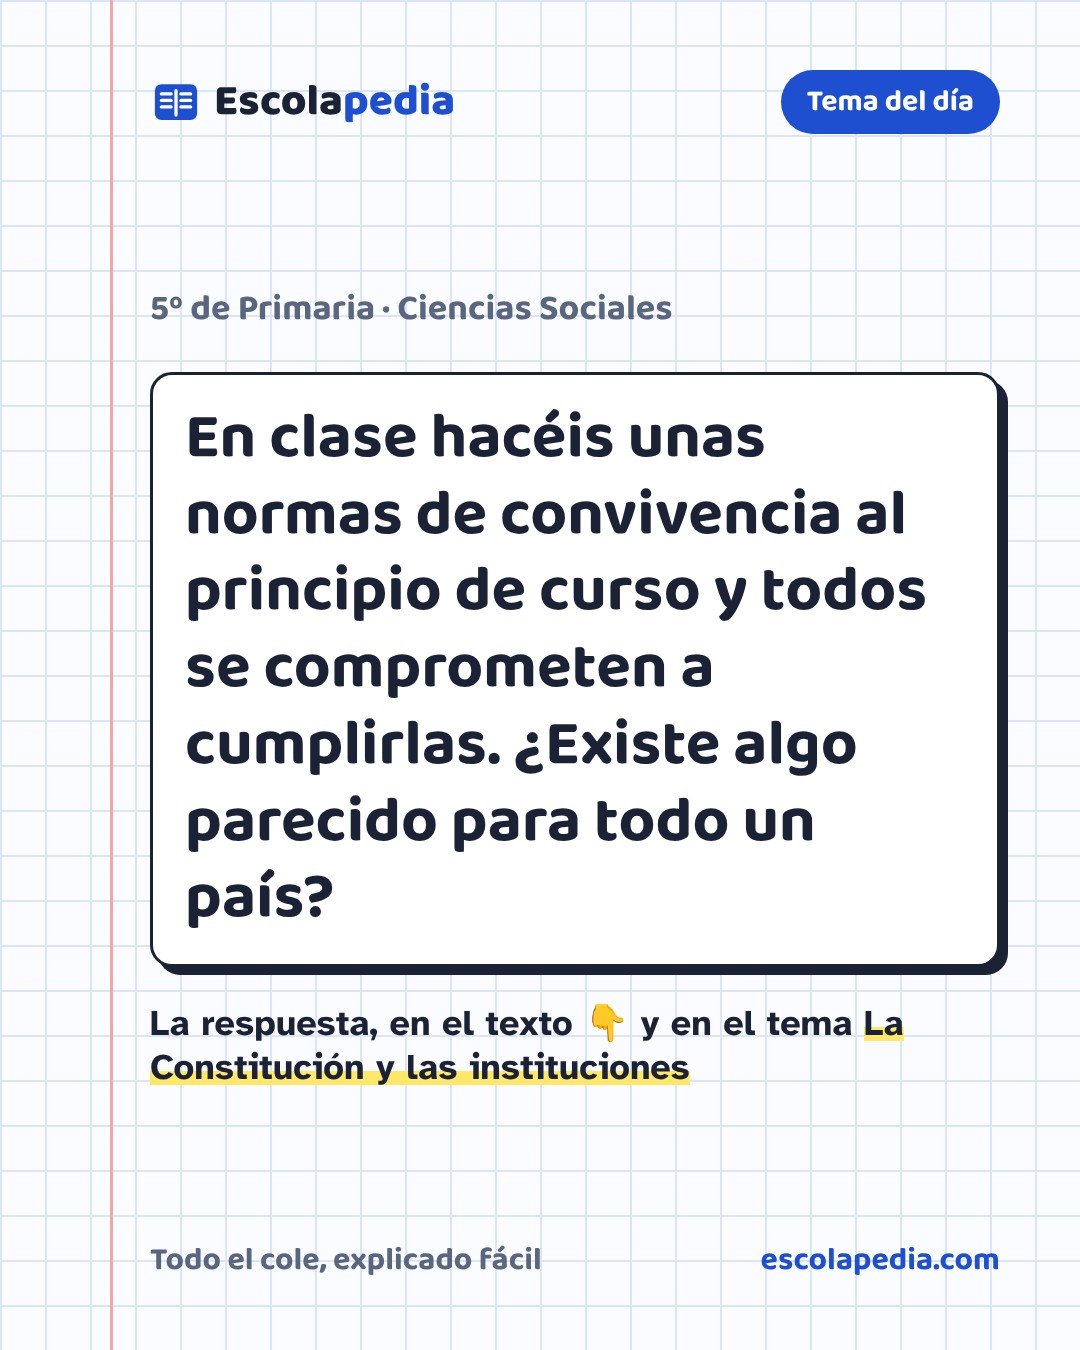 Escolapedia
Tema del día
5º de Primaria · Ciencias Sociales
En clase hacéis unas
normas de convivencia al
principio de curso y todos
se comprometen a
cumplirlas. ¿Existe algo
parecido para todo un
país?
La respuesta, en el texto 👇 y en el tema La
Constitución y las instituciones
Todo el cole, explicado fácil
escolapedia.com